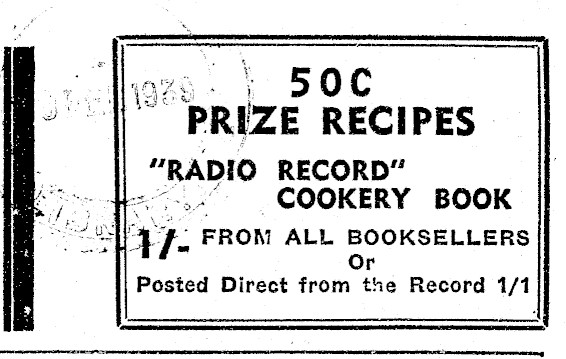 50C
PRIZE RECIPES
"RADIO RECORD"
COOKERY BOOK
1/- FROM ALL BOOKSELLERS
Or
Posted Direct from the Record 1/1
1939